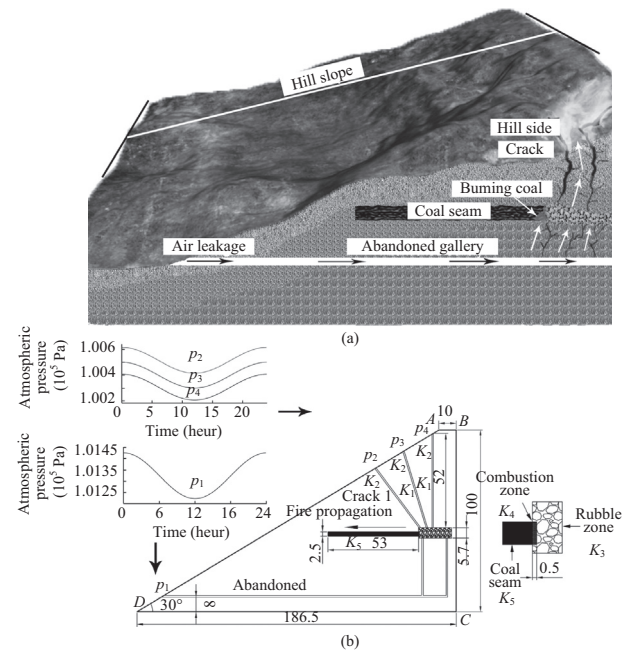 Hill slope
Hill side
Crack
Buming coal
Coal seam
Air leakage
Abandoned gallery
(a)
Atmospheric pressure (10⁵ Pa)
1.006
1.004
1.002
p₂
p₃
p₄
0 5 10 15 20
Time (heur)
Atmospheric pressure (10⁵ Pa)
1.0145
1.0135
1.0125
p₁
0 6 12 18 24
Time (heur)
A 10 B
p₄
p₃
p₂
K₂
K₂
K₂
K₁
K₁
52
100
Crack 1
Fire propagation
2.5
K₅ 53
5.7
p₁
Abandoned
D 30° 8
186.5
C
Combustion zone
K₄
Rubble zone
K₃
Coal seam
K₅
0.5
(b)